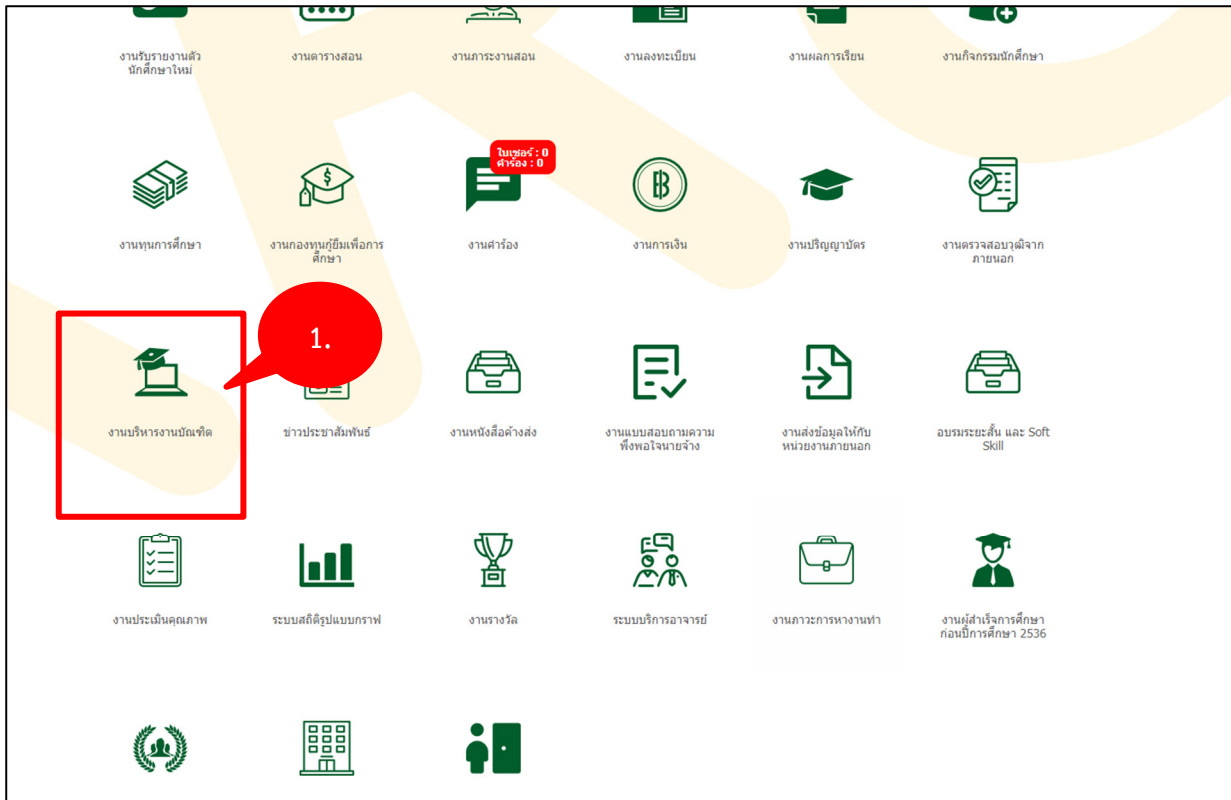 งานรับรายงานตัว
นักศึกษาใหม่
งานตารางสอน
งานภาระงานสอน
งานลงทะเบียน
งานผลการเรียน
งานกิจกรรมนักศึกษา
ใบเซอร์ : 0
คำร้อง : 0
งานทุนการศึกษา
งานกองทุนกู้ยืมเพื่อการ
ศึกษา
งานคำร้อง
งานการเงิน
งานปริญญาบัตร
งานตรวจสอบวุฒิจาก
ภายนอก
1.
งานบริหารงานบัณฑิต
ข่าวประชาสัมพันธ์
งานหนังสือค้างส่ง
งานแบบสอบถามความ
พึงพอใจนายจ้าง
งานส่งข้อมูลให้กับ
หน่วยงานภายนอก
อบรมระยะสั้น และ Soft
Skill
งานประเมินคุณภาพ
ระบบสถิติรูปแบบกราฟ
งานรางวัล
ระบบบริการอาจารย์
งานภาวะการหางานทำ
งานผู้สำเร็จการศึกษา
ก่อนปีการศึกษา 2536